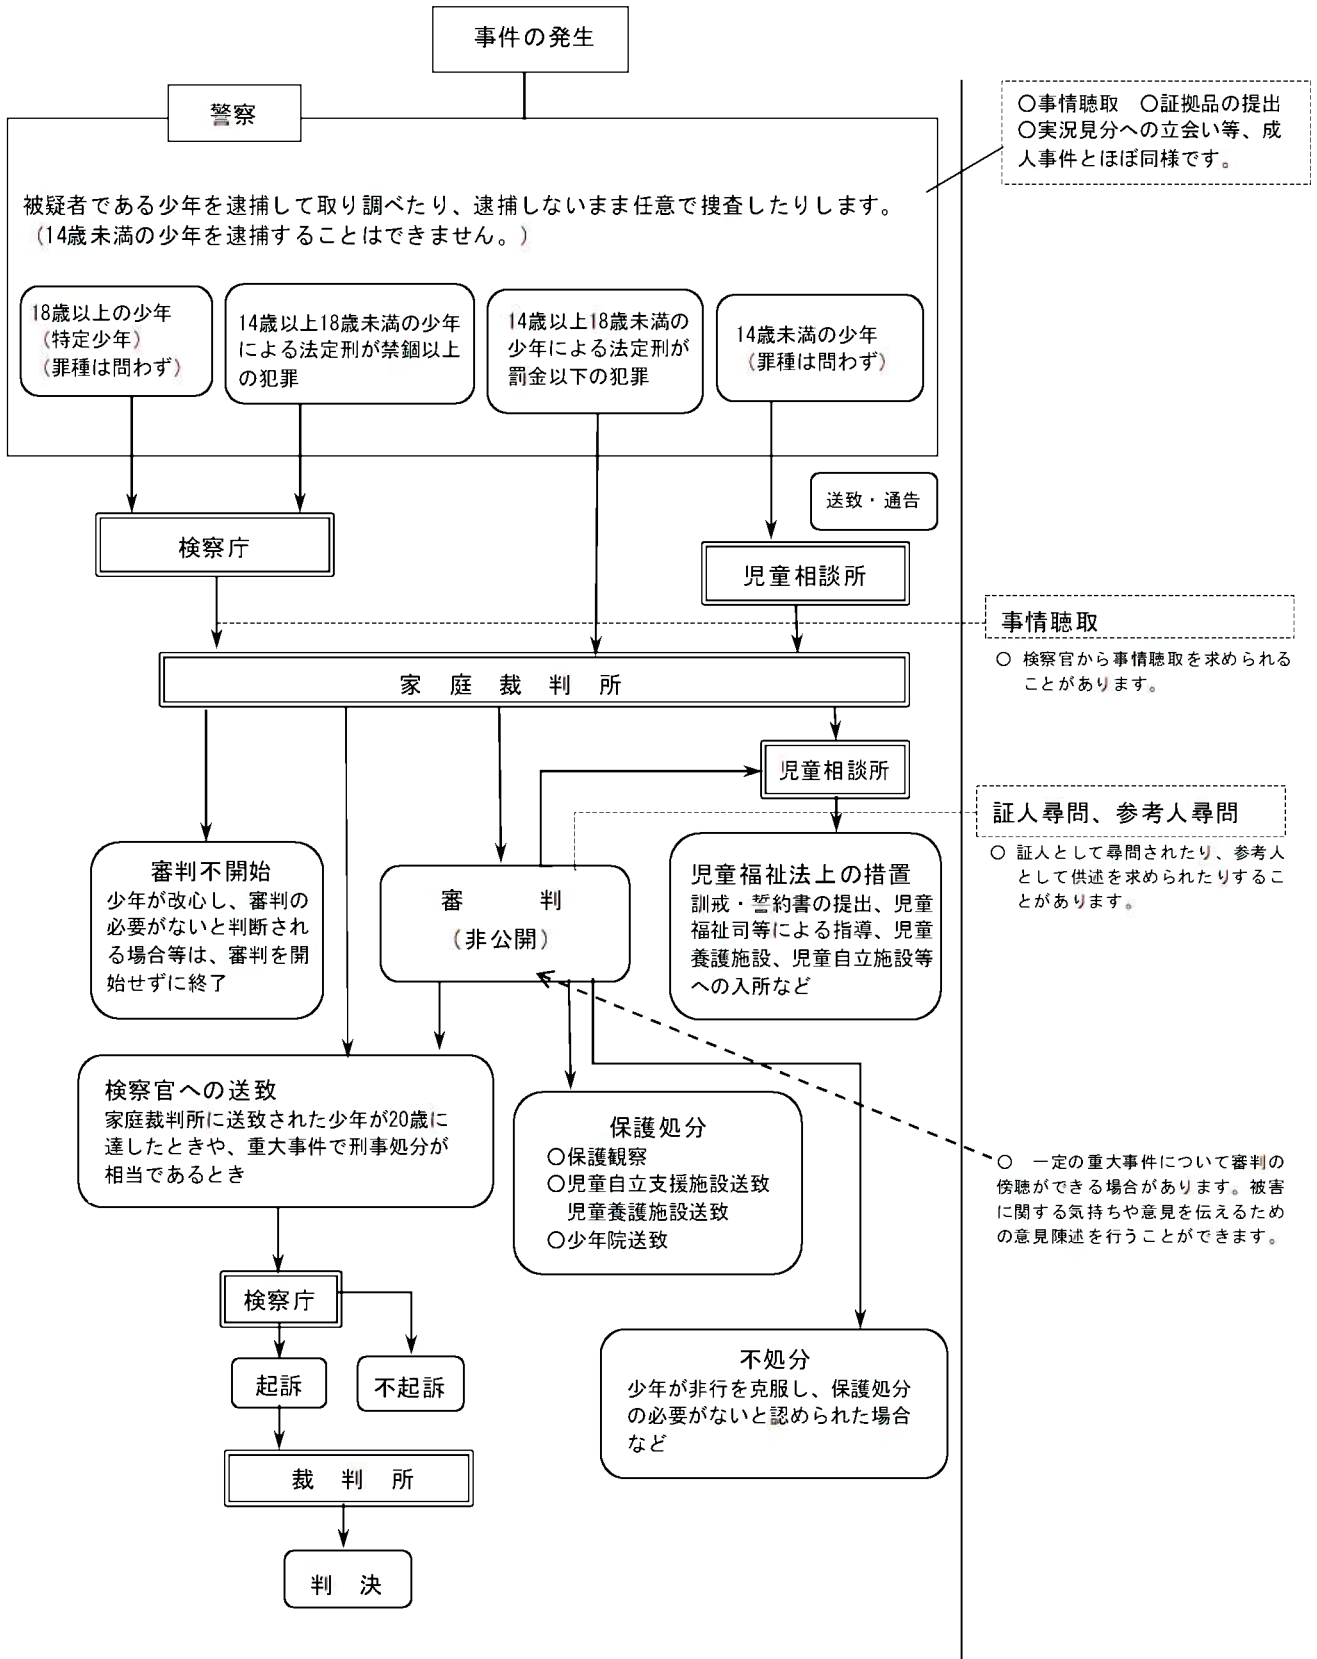 事件の発生
警察
○事情聴取　○証拠品の提出
○実況見分への立会い等、成
人事件とほぼ同様です。
被疑者である少年を逮捕して取り調べたり、逮捕しないまま任意で捜査したりします。
（14歳未満の少年を逮捕することはできません。）
18歳以上の少年
（特定少年）
（罪種は問わず）
14歳以上18歳未満の少年
による法定刑が禁錮以上
の犯罪
14歳以上18歳未満の
少年による法定刑が
罰金以下の犯罪
14歳未満の少年
（罪種は問わず）
送致・通告
検察庁
児童相談所
事情聴取
○ 検察官から事情聴取を求められる
ことがあります。
家　庭　裁　判　所
児童相談所
証人尋問、参考人尋問
○ 証人として尋問されたり、参考人
として供述を求められたりするこ
とがあります。
審判不開始
少年が改心し、審判の
必要がないと判断され
る場合等は、審判を開
始せずに終了
審　　　判
（非公開）
児童福祉法上の措置
訓戒・誓約書の提出、児童
福祉司等による指導、児童
養護施設、児童自立施設等
への入所など
検察官への送致
家庭裁判所に送致された少年が20歳に
達したときや、重大事件で刑事処分が
相当であるとき
保護処分
○保護観察
○児童自立支援施設送致
児童養護施設送致
○少年院送致
○　一定の重大事件について審判の
傍聴ができる場合があります。被害
に関する気持ちや意見を伝えるため
の意見陳述を行うことができます。
検察庁
起訴
不起訴
不処分
少年が非行を克服し、保護処分
の必要がないと認められた場合
など
裁　判　所
判　決